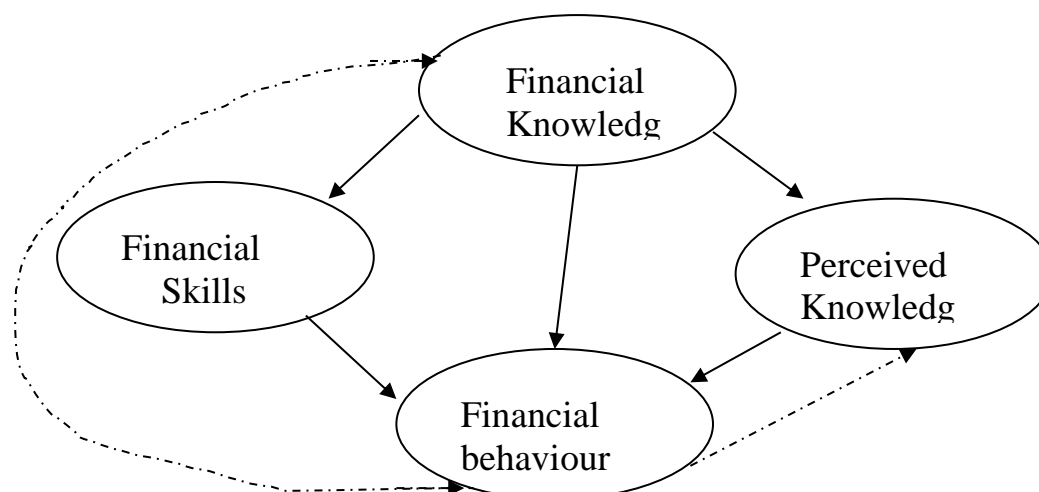 Financial
Knowledg
Financial
Skills
Perceived
Knowledg
Financial
behaviour